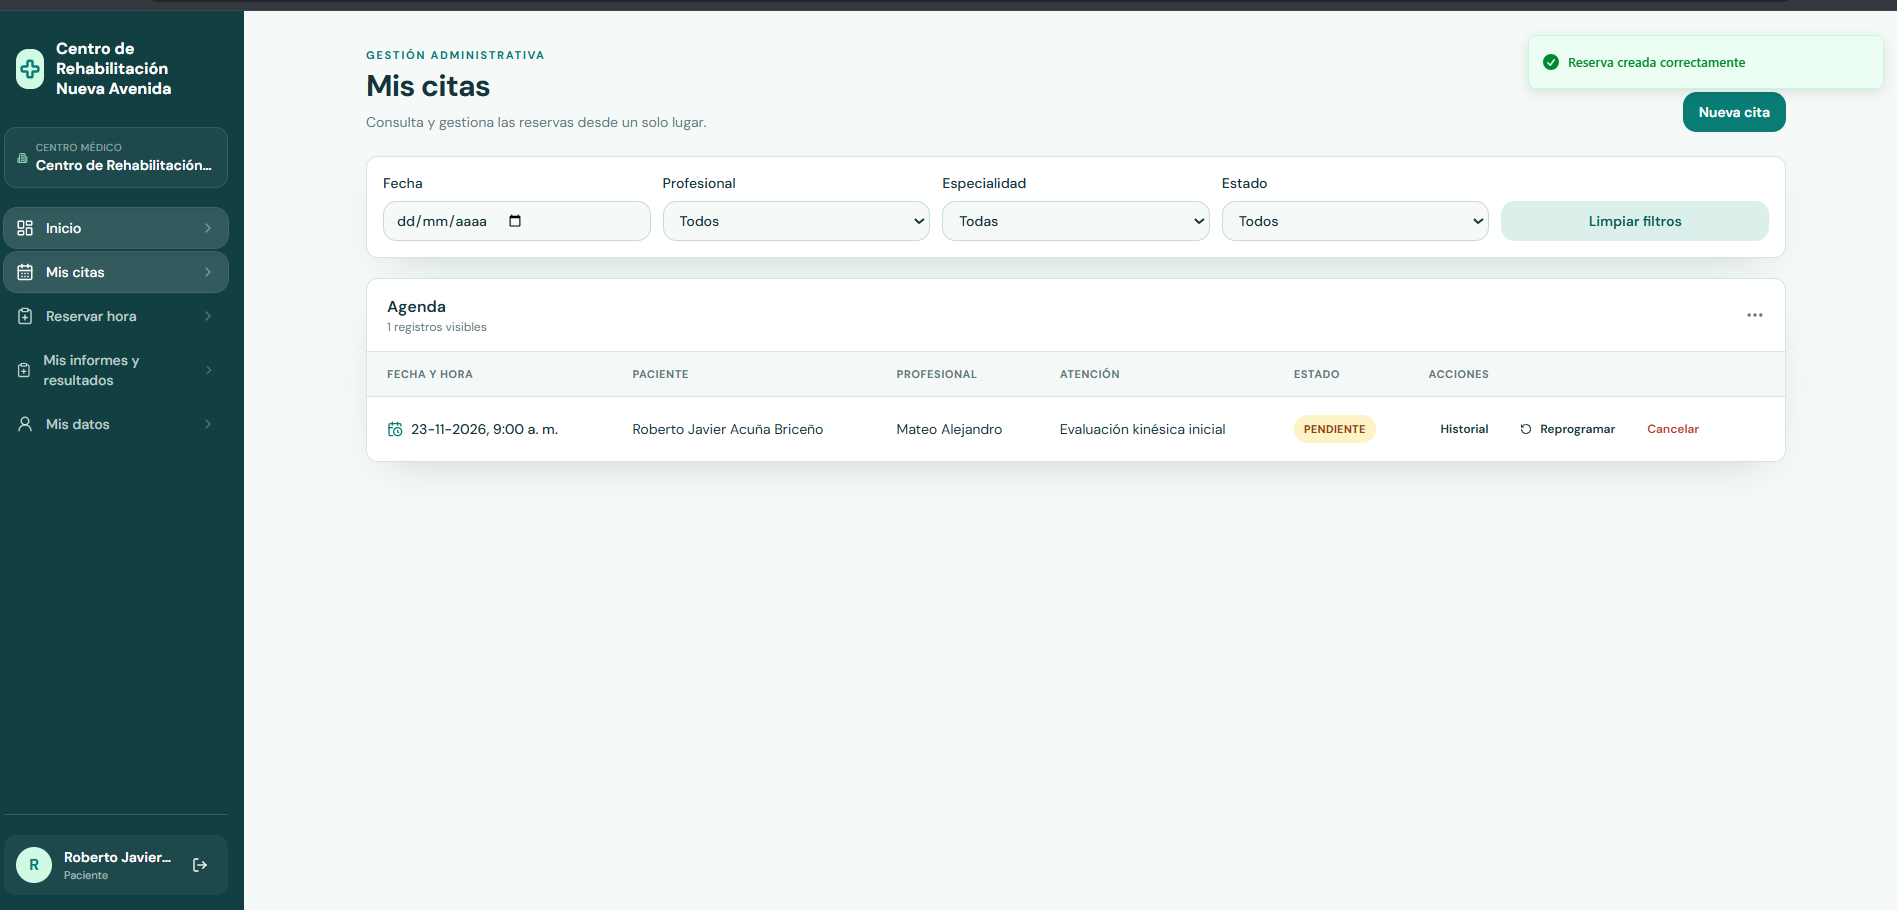 Centro de
Rehabilitación
Nueva Avenida
CENTRO MÉDICO
Centro de Rehabilitación...
Inicio
Mis citas
Reservar hora
Mis informes y
resultados
Mis datos
R
Roberto Javier...
Paciente
GESTIÓN ADMINISTRATIVA
Mis citas
Consulta y gestiona las reservas desde un solo lugar.
Reserva creada correctamente
Nueva cita
Fecha Profesional Especialidad Estado
dd/mm/aaaa Todos Todas Todos Limpiar filtros
Agenda
1 registros visibles
FECHA Y HORA PACIENTE PROFESIONAL ATENCIÓN ESTADO ACCIONES
23-11-2026, 9:00 a. m. Roberto Javier Acuña Briceño Mateo Alejandro Evaluación kinésica inicial PENDIENTE Historial Reprogramar Cancelar